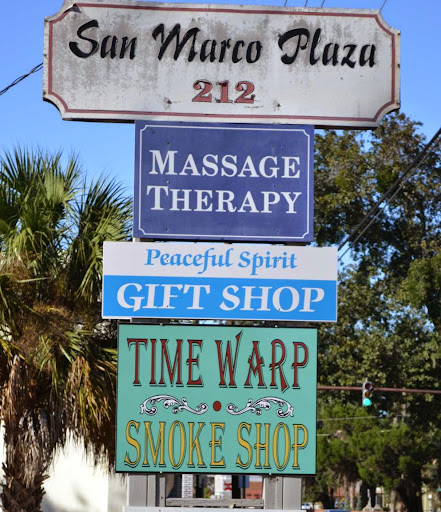 San Marco Plaza
212
MASSAGE
THERAPY
Peaceful Spirit
GIFT SHOP
TIME WARP
SMOKE SHOP